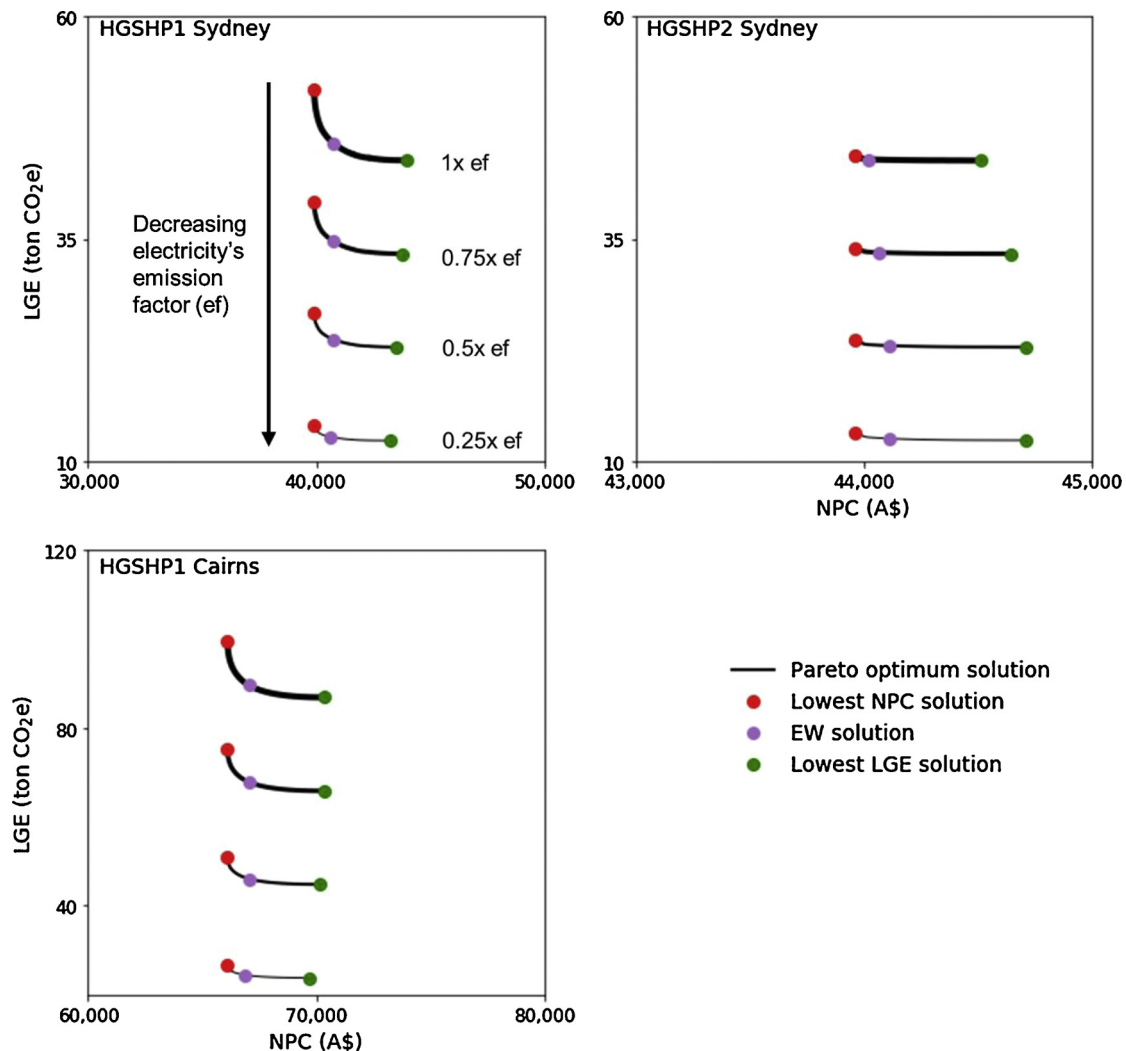 HGSHP1 Sydney
60
35
10
LGE (ton CO₂e)
Decreasing
electricity's
emission
factor (ef)
1x ef
0.75x ef
0.5x ef
0.25x ef
30,000
40,000
50,000
HGSHP2 Sydney
60
35
10
43,000
44,000
45,000
NPC (A$)
HGSHP1 Cairns
120
80
40
LGE (ton CO₂e)
60,000
70,000
80,000
NPC (A$)
Pareto optimum solution
Lowest NPC solution
EW solution
Lowest LGE solution